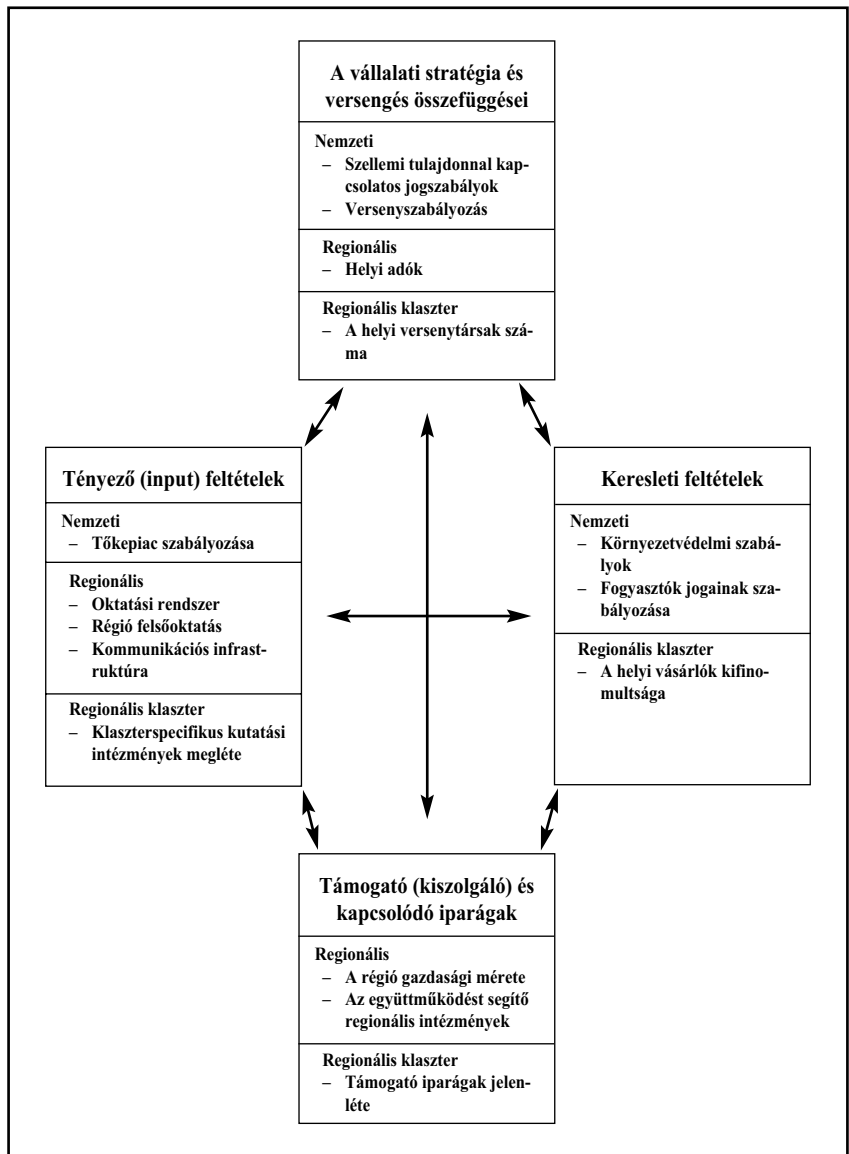 A vállalati stratégia és
versengés összefüggései
Nemzeti
– Szellemi tulajdonnal kap-
csolatos jogszabályok
– Versenyszabályozás
Regionális
– Helyi adók
Regionális klaszter
– A helyi versenytársak szá-
ma
Tényező (input) feltételek
Nemzeti
– Tőkepiac szabályozása
Regionális
– Oktatási rendszer
– Régió felsőoktatás
– Kommunikációs infrast-
ruktúra
Regionális klaszter
– Klaszterspecifikus kutatási
intézmények megléte
Keresleti feltételek
Nemzeti
– Környezetvédelmi szabá-
lyok
– Fogyasztók jogainak sza-
bályozása
Regionális klaszter
– A helyi vásárlók kifino-
multsága
Támogató (kiszolgáló) és
kapcsolódó iparágak
Regionális
– A régió gazdasági mérete
– Az együttműködést segítő
regionális intézmények
Regionális klaszter
– Támogató iparágak jelen-
léte